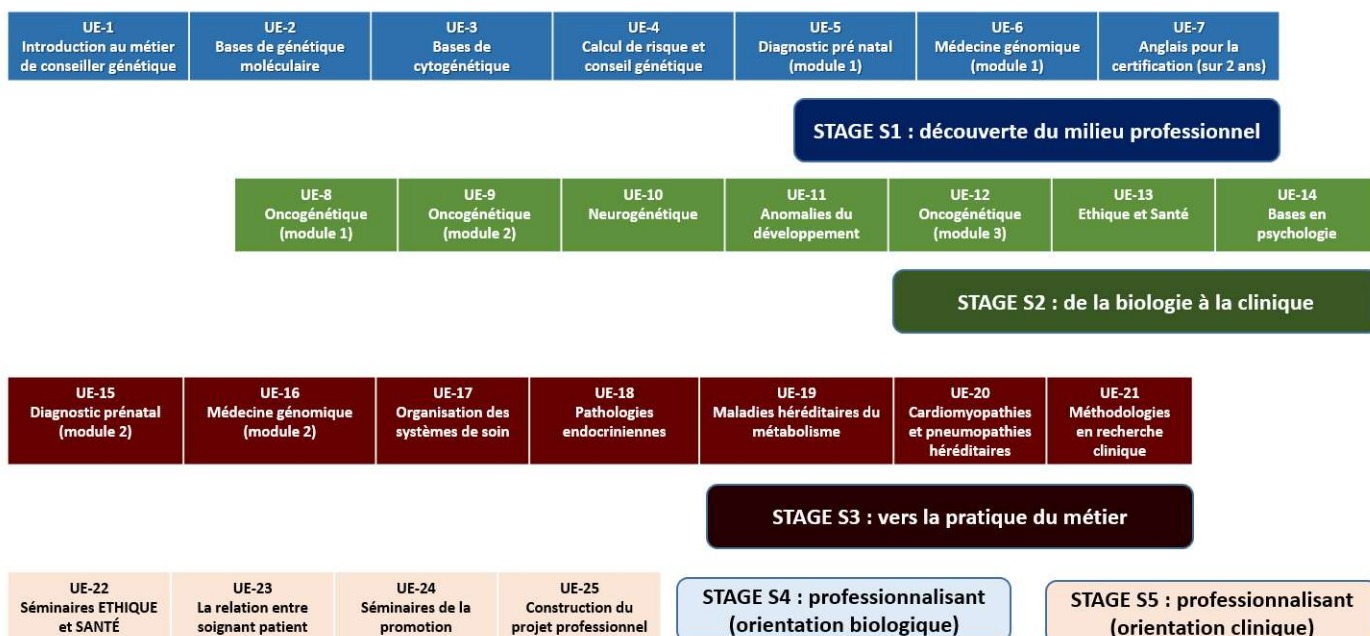 UE-1
Introduction au métier
de conseiller génétique
UE-2
Bases de génétique
moléculaire
UE-3
Bases de
cytogénétique
UE-4
Calcul de risque et
conseil génétique
UE-5
Diagnostic pré natal
(module 1)
UE-6
Médecine génomique
(module 1)
UE-7
Anglais pour la
certification (sur 2 ans)
STAGE S1 : découverte du milieu professionnel
UE-8
Oncogénétique
(module 1)
UE-9
Oncogénétique
(module 2)
UE-10
Neurogénétique
UE-11
Anomalies du
développement
UE-12
Oncogénétique
(module 3)
UE-13
Ethique et Santé
UE-14
Bases en
psychologie
STAGE S2 : de la biologie à la clinique
UE-15
Diagnostic prénatal
(module 2)
UE-16
Médecine génomique
(module 2)
UE-17
Organisation des
systèmes de soin
UE-18
Pathologies
endocriniennes
UE-19
Maladies héréditaires du
métabolisme
UE-20
Cardiomyopathies
et pneumopathies
héréditaires
UE-21
Méthodologies
en recherche
clinique
STAGE S3 : vers la pratique du métier
UE-22
Séminaires ETHIQUE
et SANTÉ
UE-23
La relation entre
soignant patient
UE-24
Séminaires de la
promotion
UE-25
Construction du
projet professionnel
STAGE S4 : professionnalisant
(orientation biologique)
STAGE S5 : professionnalisant
(orientation clinique)